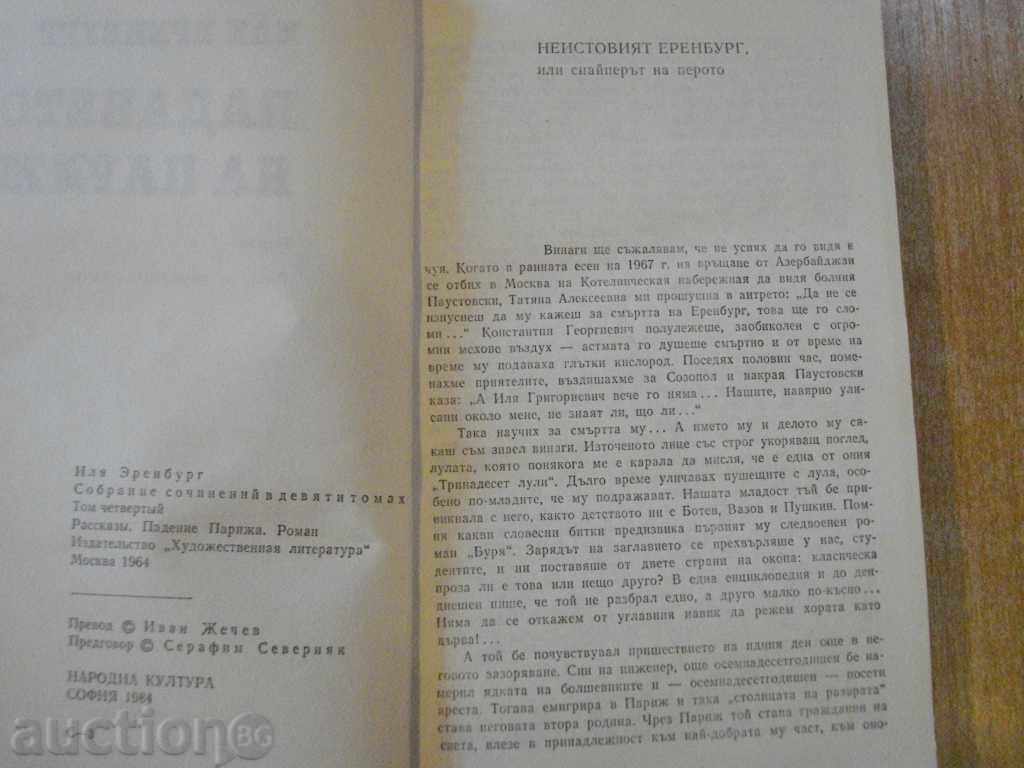 Иля Эренбург
Собрание сочинений в девяти томах
Том четвертый
Рассказы. Падение Парижа. Роман
Издательство „Художественная литература“
Москва 1964
Превод © Иван Жечев
Предговор © Серафим Северняк
НАРОДНА КУЛТУРА
СОФИЯ 1984
auction BG
НЕИСТОВИЯТ ЕРЕНБУРГ,
или снайперът на перото
Винаги ще съжалявам, че не успях да го видя и
чуя. Когато в ранната есен на 1967 г. на връщане от Азербайджан
се отбих в Москва на Котелническая набережная да видя болния
Паустовски, Татяна Алексеевна ми прошушна в антрето: „Да не се
изпуснеш да му кажеш за смъртта на Еренбург, това ще го сло-
ми...“ Константин Георгиевич полулежеше, заобиколен с огро-
мни мехове въздух — астмата го душеше смъртно и от време на
време му подаваха глътки кислород. Поседях половин час, поме-
нахме приятелите, въздишахме за Созопол и накрая Паустовски
каза: „А Иля Григориевич вече го няма... Нашите, навярно ули-
сани около мене, не знаят ли, що ли...“
Така научих за смъртта му... А името му и делото му ся-
каш съм знаел винаги. Източеното лице със строг укоряващ поглед,
лулата, която понякога ме е карала да мисля, че е една от ония
„Тринадесет лули“. Дълго време уличавах пушещите с лула, осо-
бено по-младите, че му подражават. Нашата младост тъй бе при-
викнала с него, както детството ни с Ботев, Вазов и Пушкин. Пом-
ня какви словесни битки предизвика първият му следвоенен ро-
ман „Буря“. Зарядът на заглавието се прехвърляше у нас, сту-
дентите, и ни поставяше от двете страни на окопа: класическа
проза ли е това или нещо друго? В една енциклопедия и до ден-
днешен пише, че той не разбрал едно, а друго малко по-късно...
Няма да се откажем от углавния навик да режем хората като
дърва!...
А той бе почувствувал пришествието на идния ден още в не-
говото зазоряване. Син на инженер, още осемнадесетгодишен бе на-
мерил ядката на болшевиките и — осемнадесетгодишен — посети
ареста. Тогава емигрира в Париж и така „столицата на разврата“
става неговата втора родина. Чрез Париж той става гражданин на
света, влезе в принадлежност към най-добрата му част, към оно-